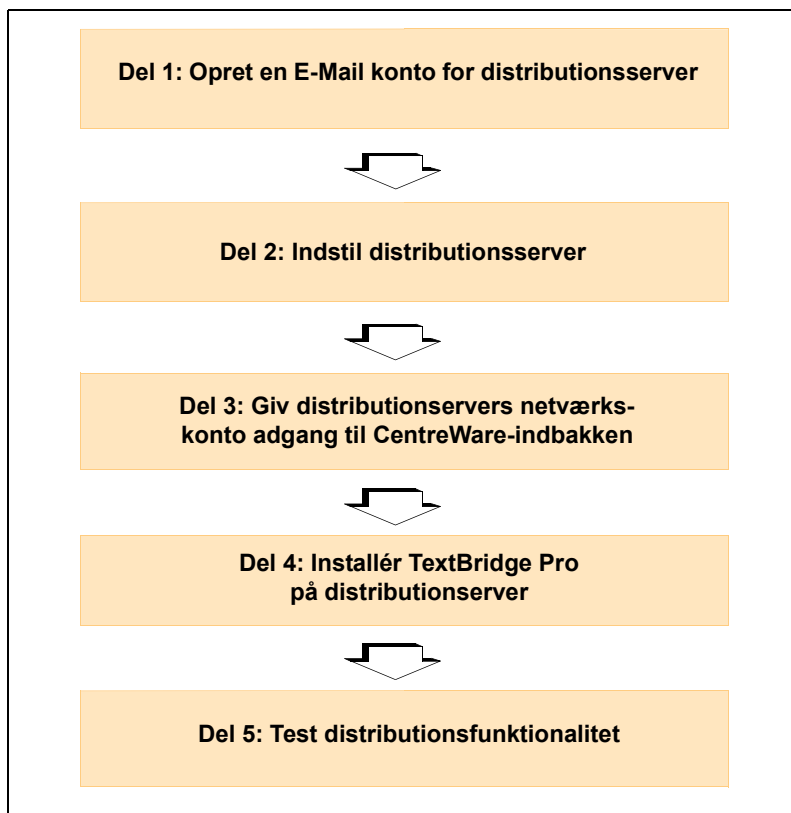 Del 1: Opret en E-Mail konto for distributionsserver
Del 2: Indstil distributionsserver
Del 3: Giv distributionservers netværks-
konto adgang til CentreWare-indbakken
Del 4: Installér TextBridge Pro
på distributionserver
Del 5: Test distributionsfunktionalitet